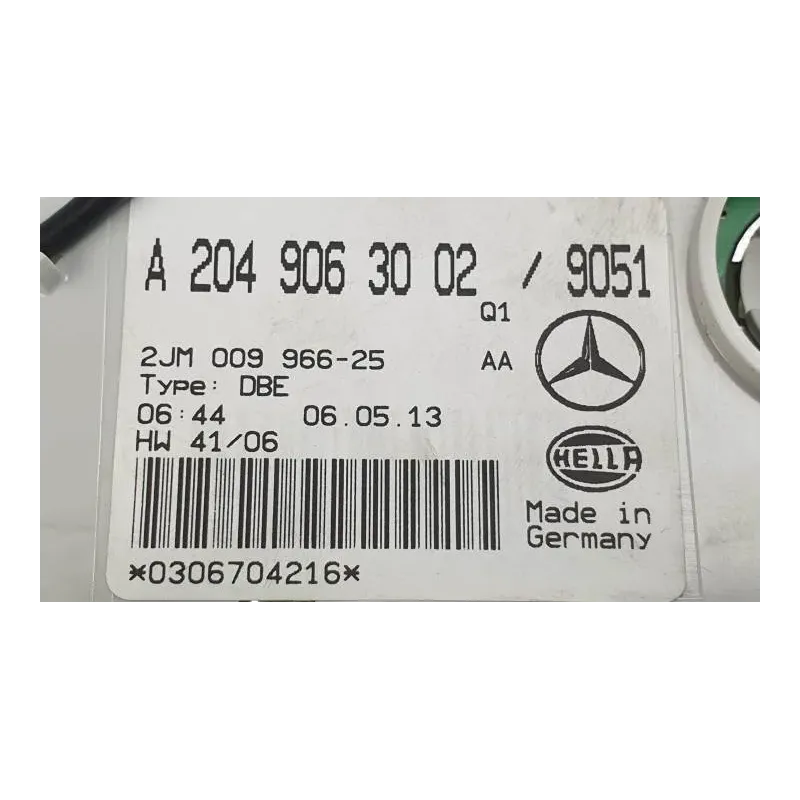 A 204 906 30 02 / 9051
Q1
2JM 009 966-25 AA
Type: DBE
06:44 06.05.13
HW 41/06
HELLA
Made in
Germany
*0306704216*